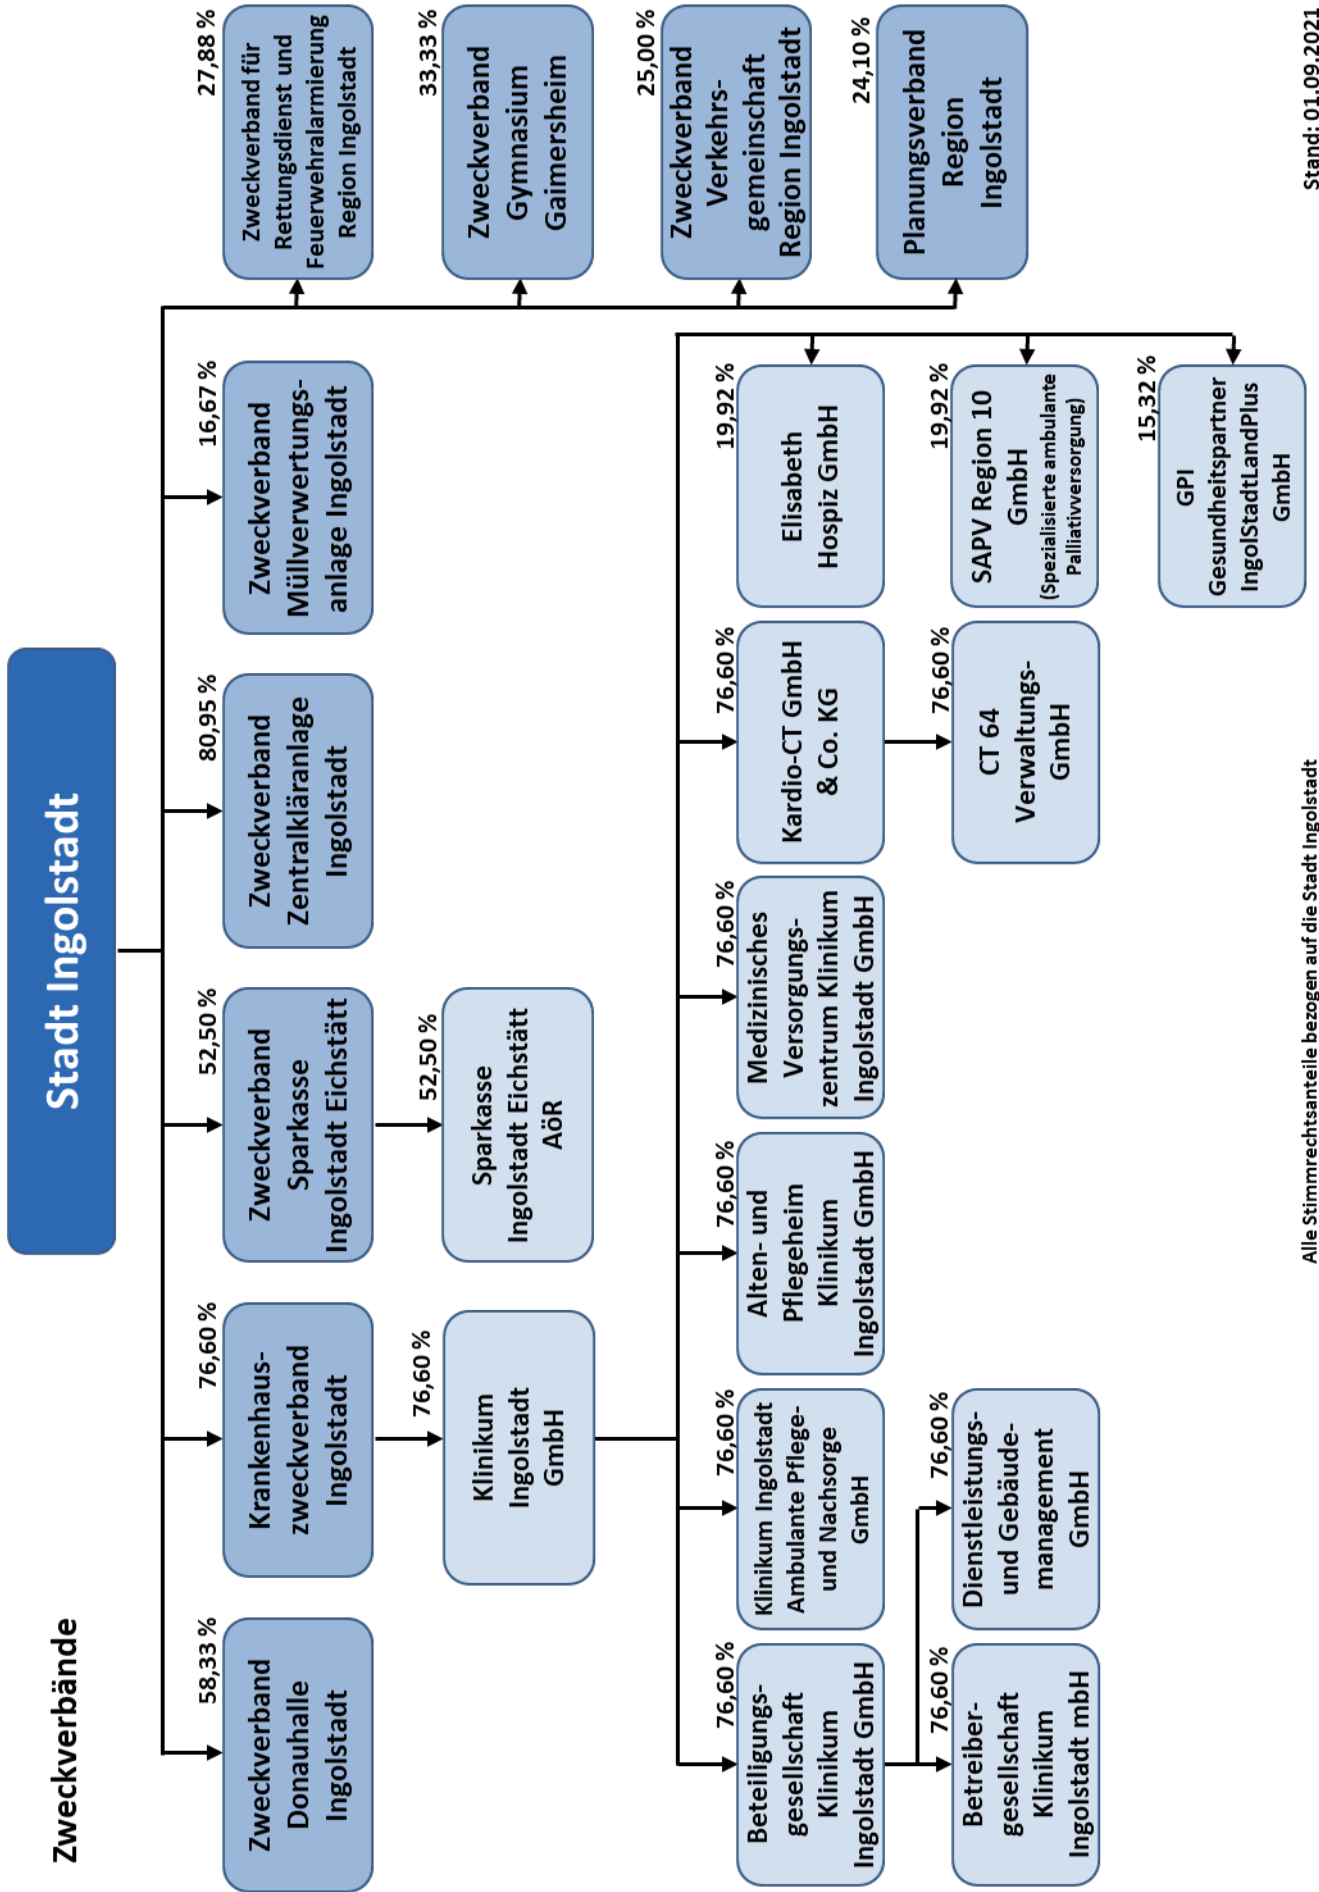 Zweckverbände
Stadt Ingolstadt
58,33 %
Zweckverband
Donauhalle
Ingolstadt
76,60 %
Krankenhaus-
zweckverband
Ingolstadt
52,50 %
Zweckverband
Sparkasse
Ingolstadt Eichstätt
80,95 %
Zweckverband
Zentralkläranlage
Ingolstadt
16,67 %
Zweckverband
Müllverwertungs-
anlage Ingolstadt
27,88 %
Zweckverband für
Rettungsdienst und
Feuerwehralarmierung
Region Ingolstadt
33,33 %
Zweckverband
Gymnasium
Gaimersheim
25,00 %
Zweckverband
Verkehrs-
gemeinschaft
Region Ingolstadt
24,10 %
Planungsverband
Region
Ingolstadt
76,60 %
Klinikum
Ingolstadt
GmbH
52,50 %
Sparkasse
Ingolstadt Eichstätt
AöR
76,60 %
Beteiligungs-
gesellschaft
Klinikum
Ingolstadt GmbH
76,60 %
Klinikum Ingolstadt
Ambulante Pflege-
und Nachsorge
GmbH
76,60 %
Alten- und
Pflegeheim
Klinikum
Ingolstadt GmbH
76,60 %
Medizinisches
Versorgungs-
zentrum Klinikum
Ingolstadt GmbH
76,60 %
Kardio-CT GmbH
& Co. KG
19,92 %
Elisabeth
Hospiz GmbH
76,60 %
Betreiber-
gesellschaft
Klinikum
Ingolstadt mbH
76,60 %
Dienstleistungs-
und Gebäude-
management
GmbH
76,60 %
CT 64
Verwaltungs-
GmbH
19,92 %
SAPV Region 10
GmbH
(Spezialisierte ambulante
Palliativversorgung)
15,32 %
GPI
Gesundheitspartner
IngolStadtLandPlus
GmbH
Alle Stimmrechtsanteile bezogen auf die Stadt Ingolstadt
Stand: 01.09.2021